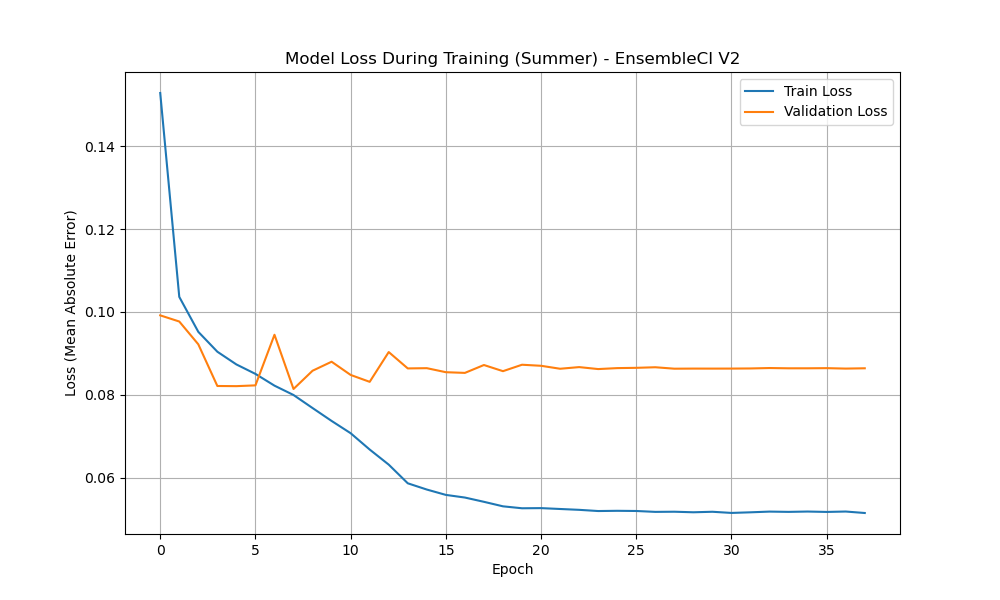 Model Loss During Training (Summer) - EnsembleCI V2
Train Loss
Validation Loss
Loss (Mean Absolute Error)
0.14
0.12
0.10
0.08
0.06
0
5
10
15
20
25
30
35
Epoch